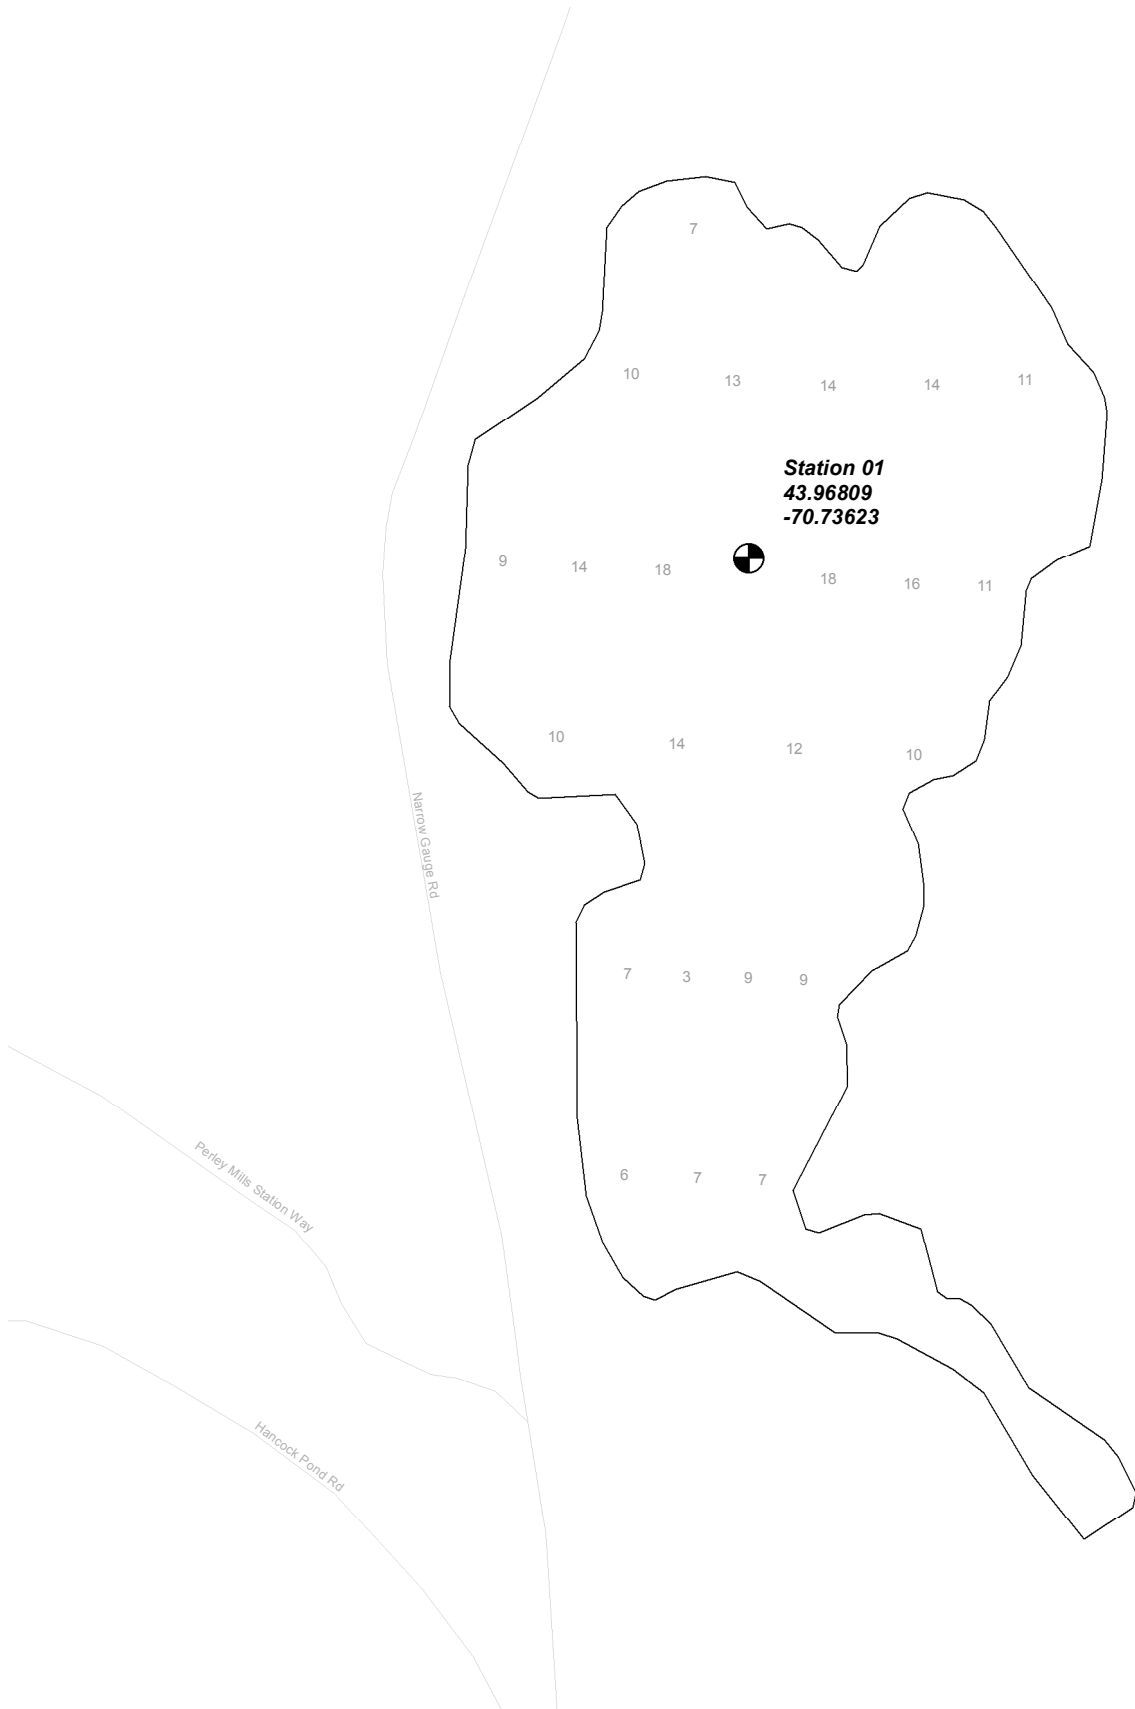 7
10 13 14 14 11
Station 01
43.96809
-70.73623
9 14 18 18 16 11
10 14 12 10
Narrow Gauge Rd
7 3 9 9
Perley Mills Station Way
6 7 7
Hancock Pond Rd